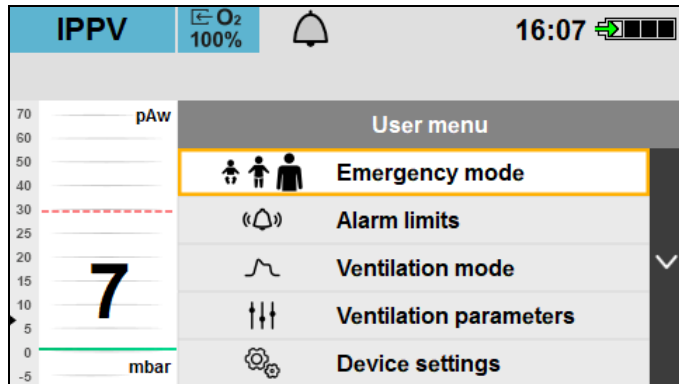 IPPV
O₂
100%
16:07
70
60
50
40
30
25
20
15
10
5
0
-5
pAw
7
mbar
User menu
Emergency mode
Alarm limits
Ventilation mode
Ventilation parameters
Device settings